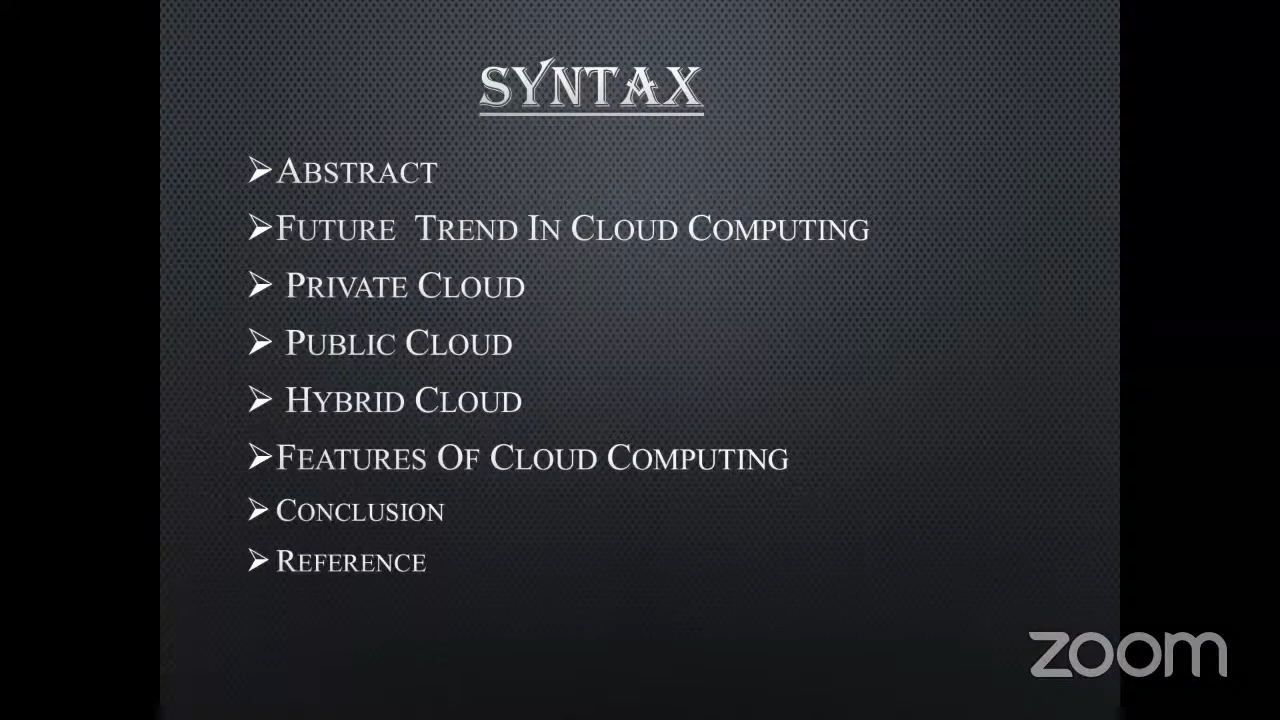 SYNTAX
➢ABSTRACT
➢FUTURE TREND IN CLOUD COMPUTING
➢ PRIVATE CLOUD
➢ PUBLIC CLOUD
➢ HYBRID CLOUD
➢FEATURES OF CLOUD COMPUTING
➢ CONCLUSION
➢ REFERENCE
zoom